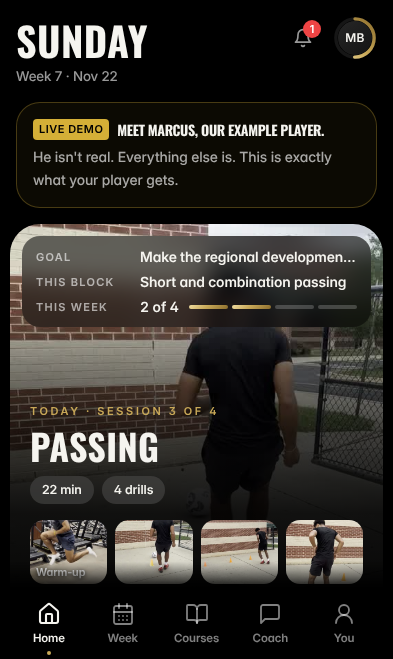 SUNDAY
1
MB
Week 7 · Nov 22
LIVE DEMO MEET MARCUS, OUR EXAMPLE PLAYER.
He isn't real. Everything else is. This is exactly
what your player gets.
GOAL Make the regional developmen...
THIS BLOCK Short and combination passing
THIS WEEK 2 of 4
TODAY · SESSION 3 OF 4
PASSING
22 min 4 drills
Warm-up
Home Week Courses Coach You